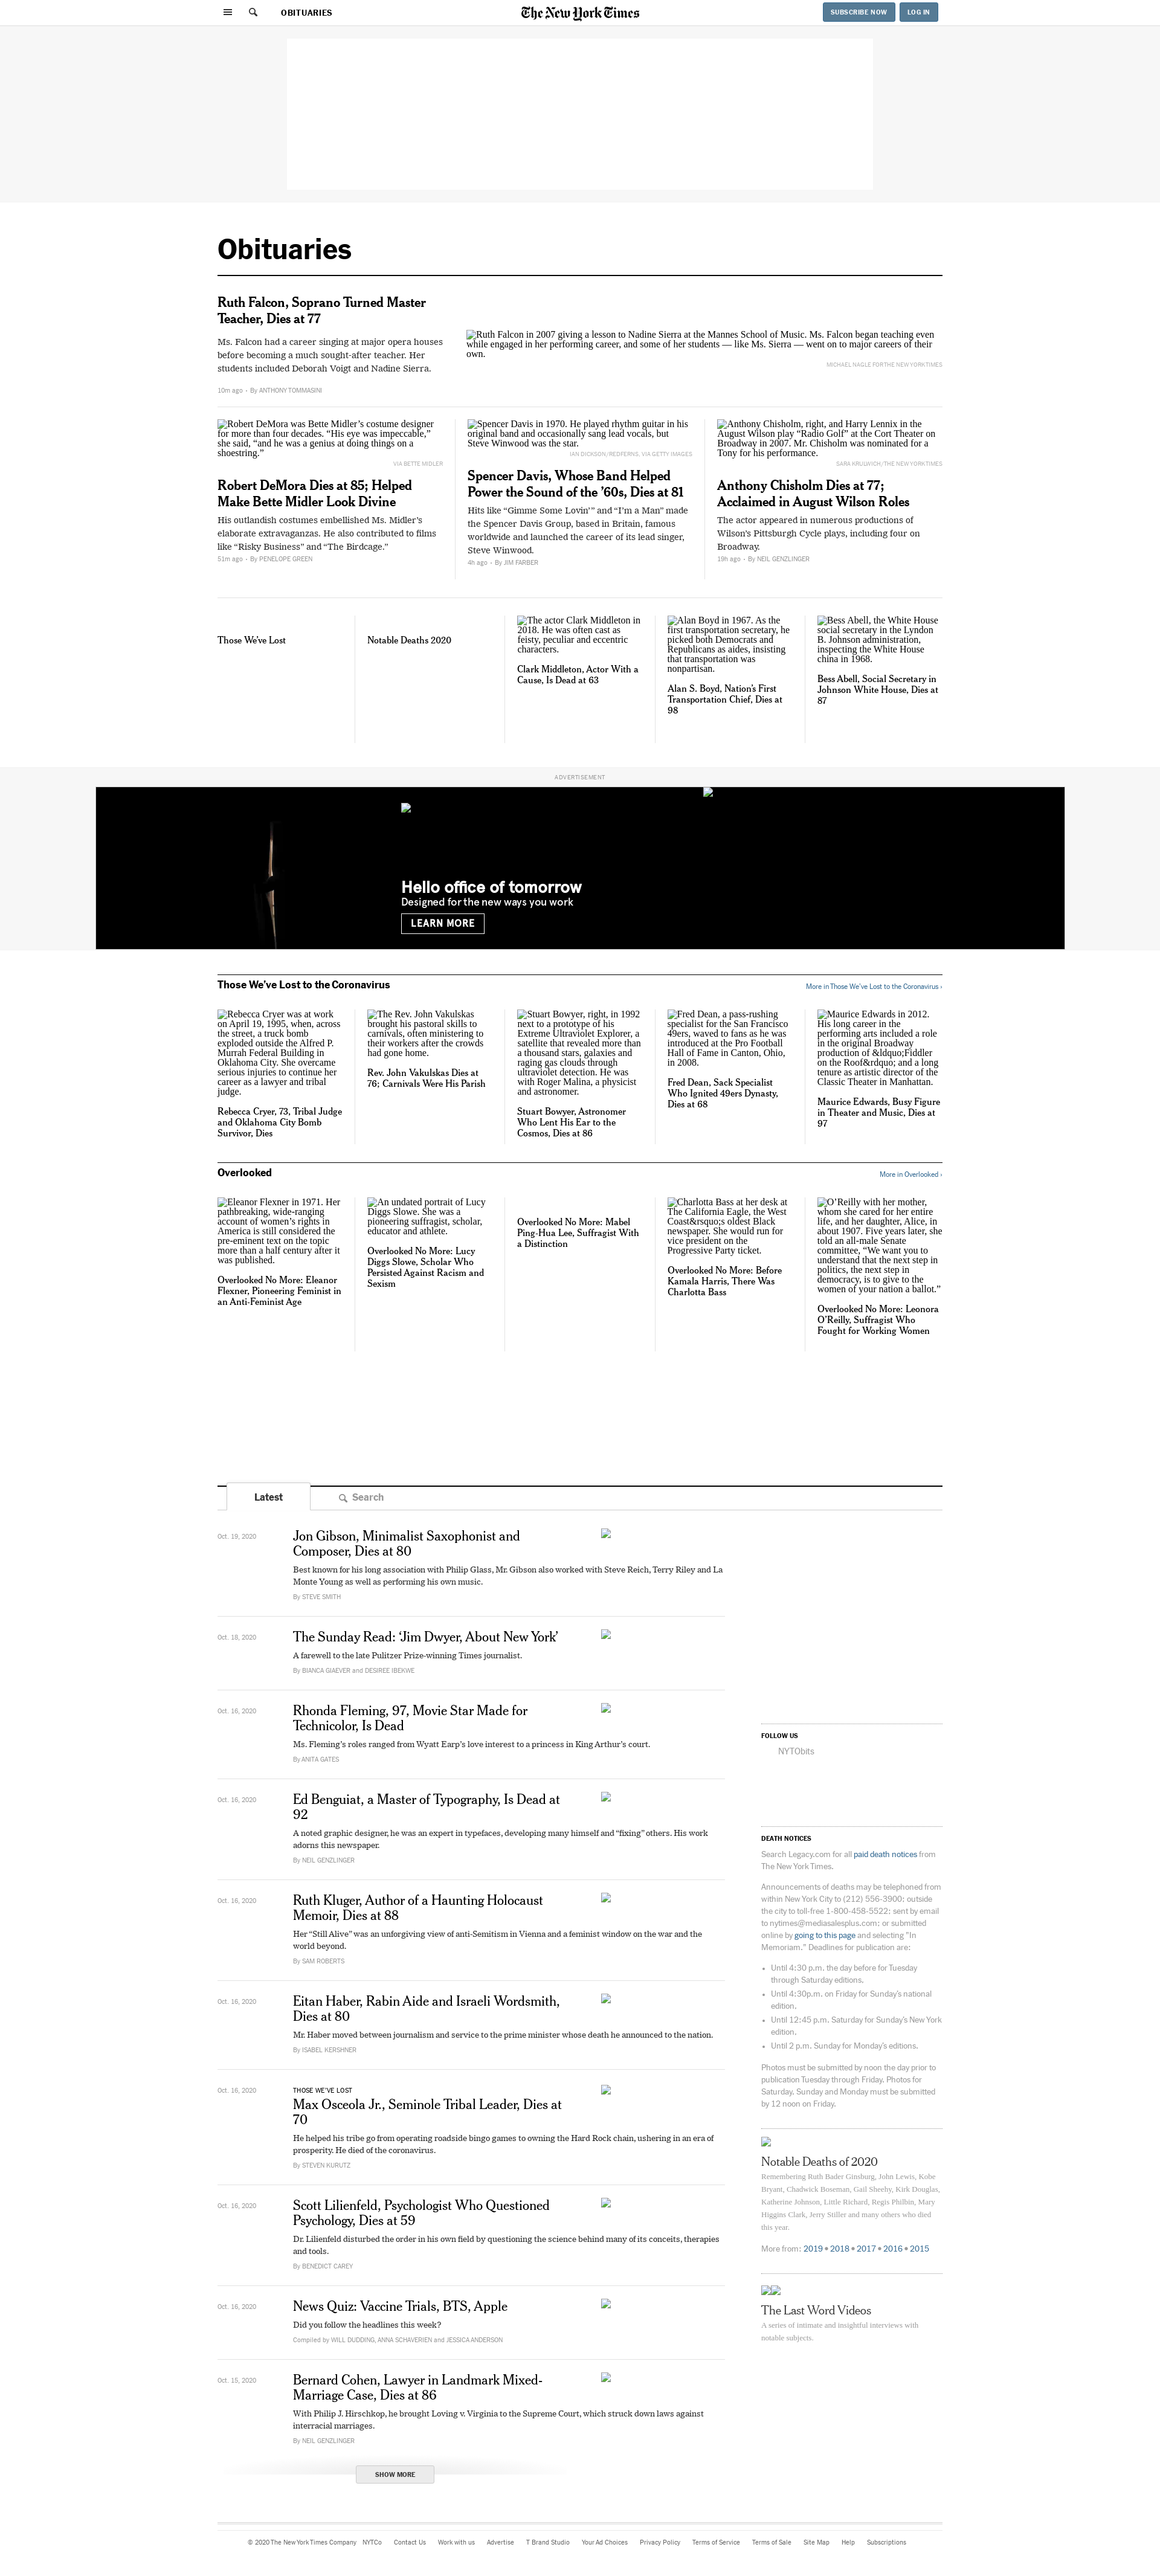 OBITUARIES
The New York Times
SUBSCRIBE NOW
LOG IN
Obituaries
Ruth Falcon, Soprano Turned Master
Teacher, Dies at 77
Ms. Falcon had a career singing at major opera houses
before becoming a much sought-after teacher. Her
students included Deborah Voigt and Nadine Sierra.
10m ago - By ANTHONY TOMMASINI
Ruth Falcon in 2007 giving a lesson to Nadine Sierra at the Mannes School of Music. Ms. Falcon began teaching even
while engaged in her performing career, and some of her students — like Ms. Sierra — went on to major careers of their
own.
MICHAEL NAGLE FOR THE NEW YORK TIMES
Robert DeMora was Bette Midler's costume designer
for more than four decades. “His eye was impeccable,”
she said, “and he was a genius at doing things on a
shoestring.”
VIA BETTE MIDLER
Robert DeMora Dies at 85; Helped
Make Bette Midler Look Divine
His outlandish costumes embellished Ms. Midler’s
elaborate extravaganzas. He also contributed to films
like “Risky Business” and “The Birdcage.”
51m ago - By PENELOPE GREEN
Spencer Davis in 1970. He played rhythm guitar in his
original band and occasionally sang lead vocals, but
Steve Winwood was the star.
IAN DICKSON/REDFERNS, VIA GETTY IMAGES
Spencer Davis, Whose Band Helped
Power the Sound of the ’60s, Dies at 81
Hits like “Gimme Some Lovin’” and “I’m a Man” made
the Spencer Davis Group, based in Britain, famous
worldwide and launched the career of its lead singer,
Steve Winwood.
4h ago - By JIM FARBER
Anthony Chisholm, right, and Harry Lennix in the
August Wilson play “Radio Golf” at the Cort Theater on
Broadway in 2007. Mr. Chisholm was nominated for a
Tony for his performance.
SARA KRULWICH/THE NEW YORK TIMES
Anthony Chisholm Dies at 77;
Acclaimed in August Wilson Roles
The actor appeared in numerous productions of
Wilson’s Pittsburgh Cycle plays, including four on
Broadway.
19h ago - By NEIL GENZLINGER
Those We’ve Lost
Notable Deaths 2020
The actor Clark Middleton in
2018. He was often cast as
feisty, peculiar and eccentric
characters.
Clark Middleton, Actor With a
Cause, Is Dead at 63
Alan Boyd in 1967. As the
first transportation secretary, he
picked both Democrats and
Republicans as aides, insisting
that transportation was
nonpartisan.
Alan S. Boyd, Nation’s First
Transportation Chief, Dies at
98
Bess Abell, the White House
social secretary in the Lyndon
B. Johnson administration,
inspecting the White House
china in 1968.
Bess Abell, Social Secretary in
Johnson White House, Dies at
87
ADVERTISEMENT
Hello office of tomorrow
Designed for the new ways you work
LEARN MORE
Those We’ve Lost to the Coronavirus
More in Those We’ve Lost to the Coronavirus ›
Rebecca Cryer was at work
on April 19, 1995, when, across
the street, a truck bomb
exploded outside the Alfred P.
Murrah Federal Building in
Oklahoma City. She overcame
serious injuries to continue her
career as a lawyer and tribal
judge.
Rebecca Cryer, 73, Tribal Judge
and Oklahoma City Bomb
Survivor, Dies
The Rev. John Vakulskas
brought his pastoral skills to
carnivals, often ministering to
their workers after the crowds
had gone home.
Rev. John Vakulskas Dies at
76; Carnivals Were His Parish
Stuart Bowyer, right, in 1992
next to a prototype of his
Extreme Ultraviolet Explorer, a
satellite that revealed more than
a thousand stars, galaxies and
raging gas clouds through
ultraviolet detection. He was
with Roger Malina, a physicist
and astronomer.
Stuart Bowyer, Astronomer
Who Lent His Ear to the
Cosmos, Dies at 86
Fred Dean, a pass-rushing
specialist for the San Francisco
49ers, waved to fans as he was
introduced at the Pro Football
Hall of Fame in Canton, Ohio,
in 2008.
Fred Dean, Sack Specialist
Who Ignited 49ers Dynasty,
Dies at 68
Maurice Edwards in 2012.
His long career in the
performing arts included a role
in the original Broadway
production of &ldquo;Fiddler
on the Roof&rdquo; and a long
tenure as artistic director of the
Classic Theater in Manhattan.
Maurice Edwards, Busy Figure
in Theater and Music, Dies at
97
Overlooked
More in Overlooked ›
Eleanor Flexner in 1971. Her
pathbreaking, wide-ranging
account of women’s rights in
America is still considered the
pre-eminent text on the topic
more than a half century after it
was published.
Overlooked No More: Eleanor
Flexner, Pioneering Feminist in
an Anti-Feminist Age
An undated portrait of Lucy
Diggs Slowe. She was a
pioneering suffragist, scholar,
educator and athlete.
Overlooked No More: Lucy
Diggs Slowe, Scholar Who
Persisted Against Racism and
Sexism
Overlooked No More: Mabel
Ping-Hua Lee, Suffragist With
a Distinction
Charlotta Bass at her desk at
The California Eagle, the West
Coast&rsquo;s oldest Black
newspaper. She would run for
vice president on the
Progressive Party ticket.
Overlooked No More: Before
Kamala Harris, There Was
Charlotta Bass
O’Reilly with her mother,
whom she cared for her entire
life, and her daughter, Alice, in
about 1907. Five years later, she
told an all-male Senate
committee, “We want you to
understand that the next step in
politics, the next step in
democracy, is to give to the
women of your nation a ballot.”
Overlooked No More: Leonora
O’Reilly, Suffragist Who
Fought for Working Women
Latest
Search
Oct. 19, 2020
Jon Gibson, Minimalist Saxophonist and
Composer, Dies at 80
Best known for his long association with Philip Glass, Mr. Gibson also worked with Steve Reich, Terry Riley and La
Monte Young as well as performing his own music.
By STEVE SMITH
Oct. 18, 2020
The Sunday Read: ‘Jim Dwyer, About New York’
A farewell to the late Pulitzer Prize-winning Times journalist.
By BIANCA GIAEVER and DESIREE IBEKWE
Oct. 16, 2020
Rhonda Fleming, 97, Movie Star Made for
Technicolor, Is Dead
Ms. Fleming’s roles ranged from Wyatt Earp’s love interest to a princess in King Arthur’s court.
By ANITA GATES
Oct. 16, 2020
Ed Benguiat, a Master of Typography, Is Dead at
92
A noted graphic designer, he was an expert in typefaces, developing many himself and “fixing” others. His work
adorns this newspaper.
By NEIL GENZLINGER
Oct. 16, 2020
Ruth Kluger, Author of a Haunting Holocaust
Memoir, Dies at 88
Her “Still Alive” was an unforgiving view of anti-Semitism in Vienna and a feminist window on the war and the
world beyond.
By SAM ROBERTS
Oct. 16, 2020
Eitan Haber, Rabin Aide and Israeli Wordsmith,
Dies at 80
Mr. Haber moved between journalism and service to the prime minister whose death he announced to the nation.
By ISABEL KERSHNER
Oct. 16, 2020
THOSE WE’VE LOST
Max Osceola Jr., Seminole Tribal Leader, Dies at
70
He helped his tribe go from operating roadside bingo games to owning the Hard Rock chain, ushering in an era of
prosperity. He died of the coronavirus.
By STEVEN KURUTZ
Oct. 16, 2020
Scott Lilienfeld, Psychologist Who Questioned
Psychology, Dies at 59
Dr. Lilienfeld disturbed the order in his own field by questioning the science behind many of its conceits, therapies
and tools.
By BENEDICT CAREY
Oct. 16, 2020
News Quiz: Vaccine Trials, BTS, Apple
Did you follow the headlines this week?
Compiled by WILL DUDDING, ANNA SCHAVERIEN and JESSICA ANDERSON
Oct. 15, 2020
Bernard Cohen, Lawyer in Landmark Mixed-
Marriage Case, Dies at 86
With Philip J. Hirschkop, he brought Loving v. Virginia to the Supreme Court, which struck down laws against
interracial marriages.
By NEIL GENZLINGER
SHOW MORE
FOLLOW US
NYTObits
DEATH NOTICES
Search Legacy.com for all paid death notices from
The New York Times.
Announcements of deaths may be telephoned from
within New York City to (212) 556-3900; outside
the city to toll-free 1-800-458-5522; sent by email
to nytimes@mediasalesplus.com; or submitted
online by going to this page and selecting "In
Memoriam." Deadlines for publication are:
• Until 4:30 p.m. the day before for Tuesday
through Saturday editions.
• Until 4:30p.m. on Friday for Sunday’s national
edition.
• Until 12:45 p.m. Saturday for Sunday’s New York
edition.
• Until 2 p.m. Sunday for Monday’s editions.
Photos must be submitted by noon the day prior to
publication Tuesday through Friday. Photos for
Saturday, Sunday and Monday must be submitted
by 12 noon on Friday.
Notable Deaths of 2020
Remembering Ruth Bader Ginsburg, John Lewis, Kobe
Bryant, Chadwick Boseman, Gail Sheehy, Kirk Douglas,
Katherine Johnson, Little Richard, Regis Philbin, Mary
Higgins Clark, Jerry Stiller and many others who died
this year.
More from: 2019 • 2018 • 2017 • 2016 • 2015
The Last Word Videos
A series of intimate and insightful interviews with
notable subjects.
© 2020 The New York Times Company NYTCo Contact Us Work with us Advertise T Brand Studio Your Ad Choices Privacy Policy Terms of Service Terms of Sale Site Map Help Subscriptions